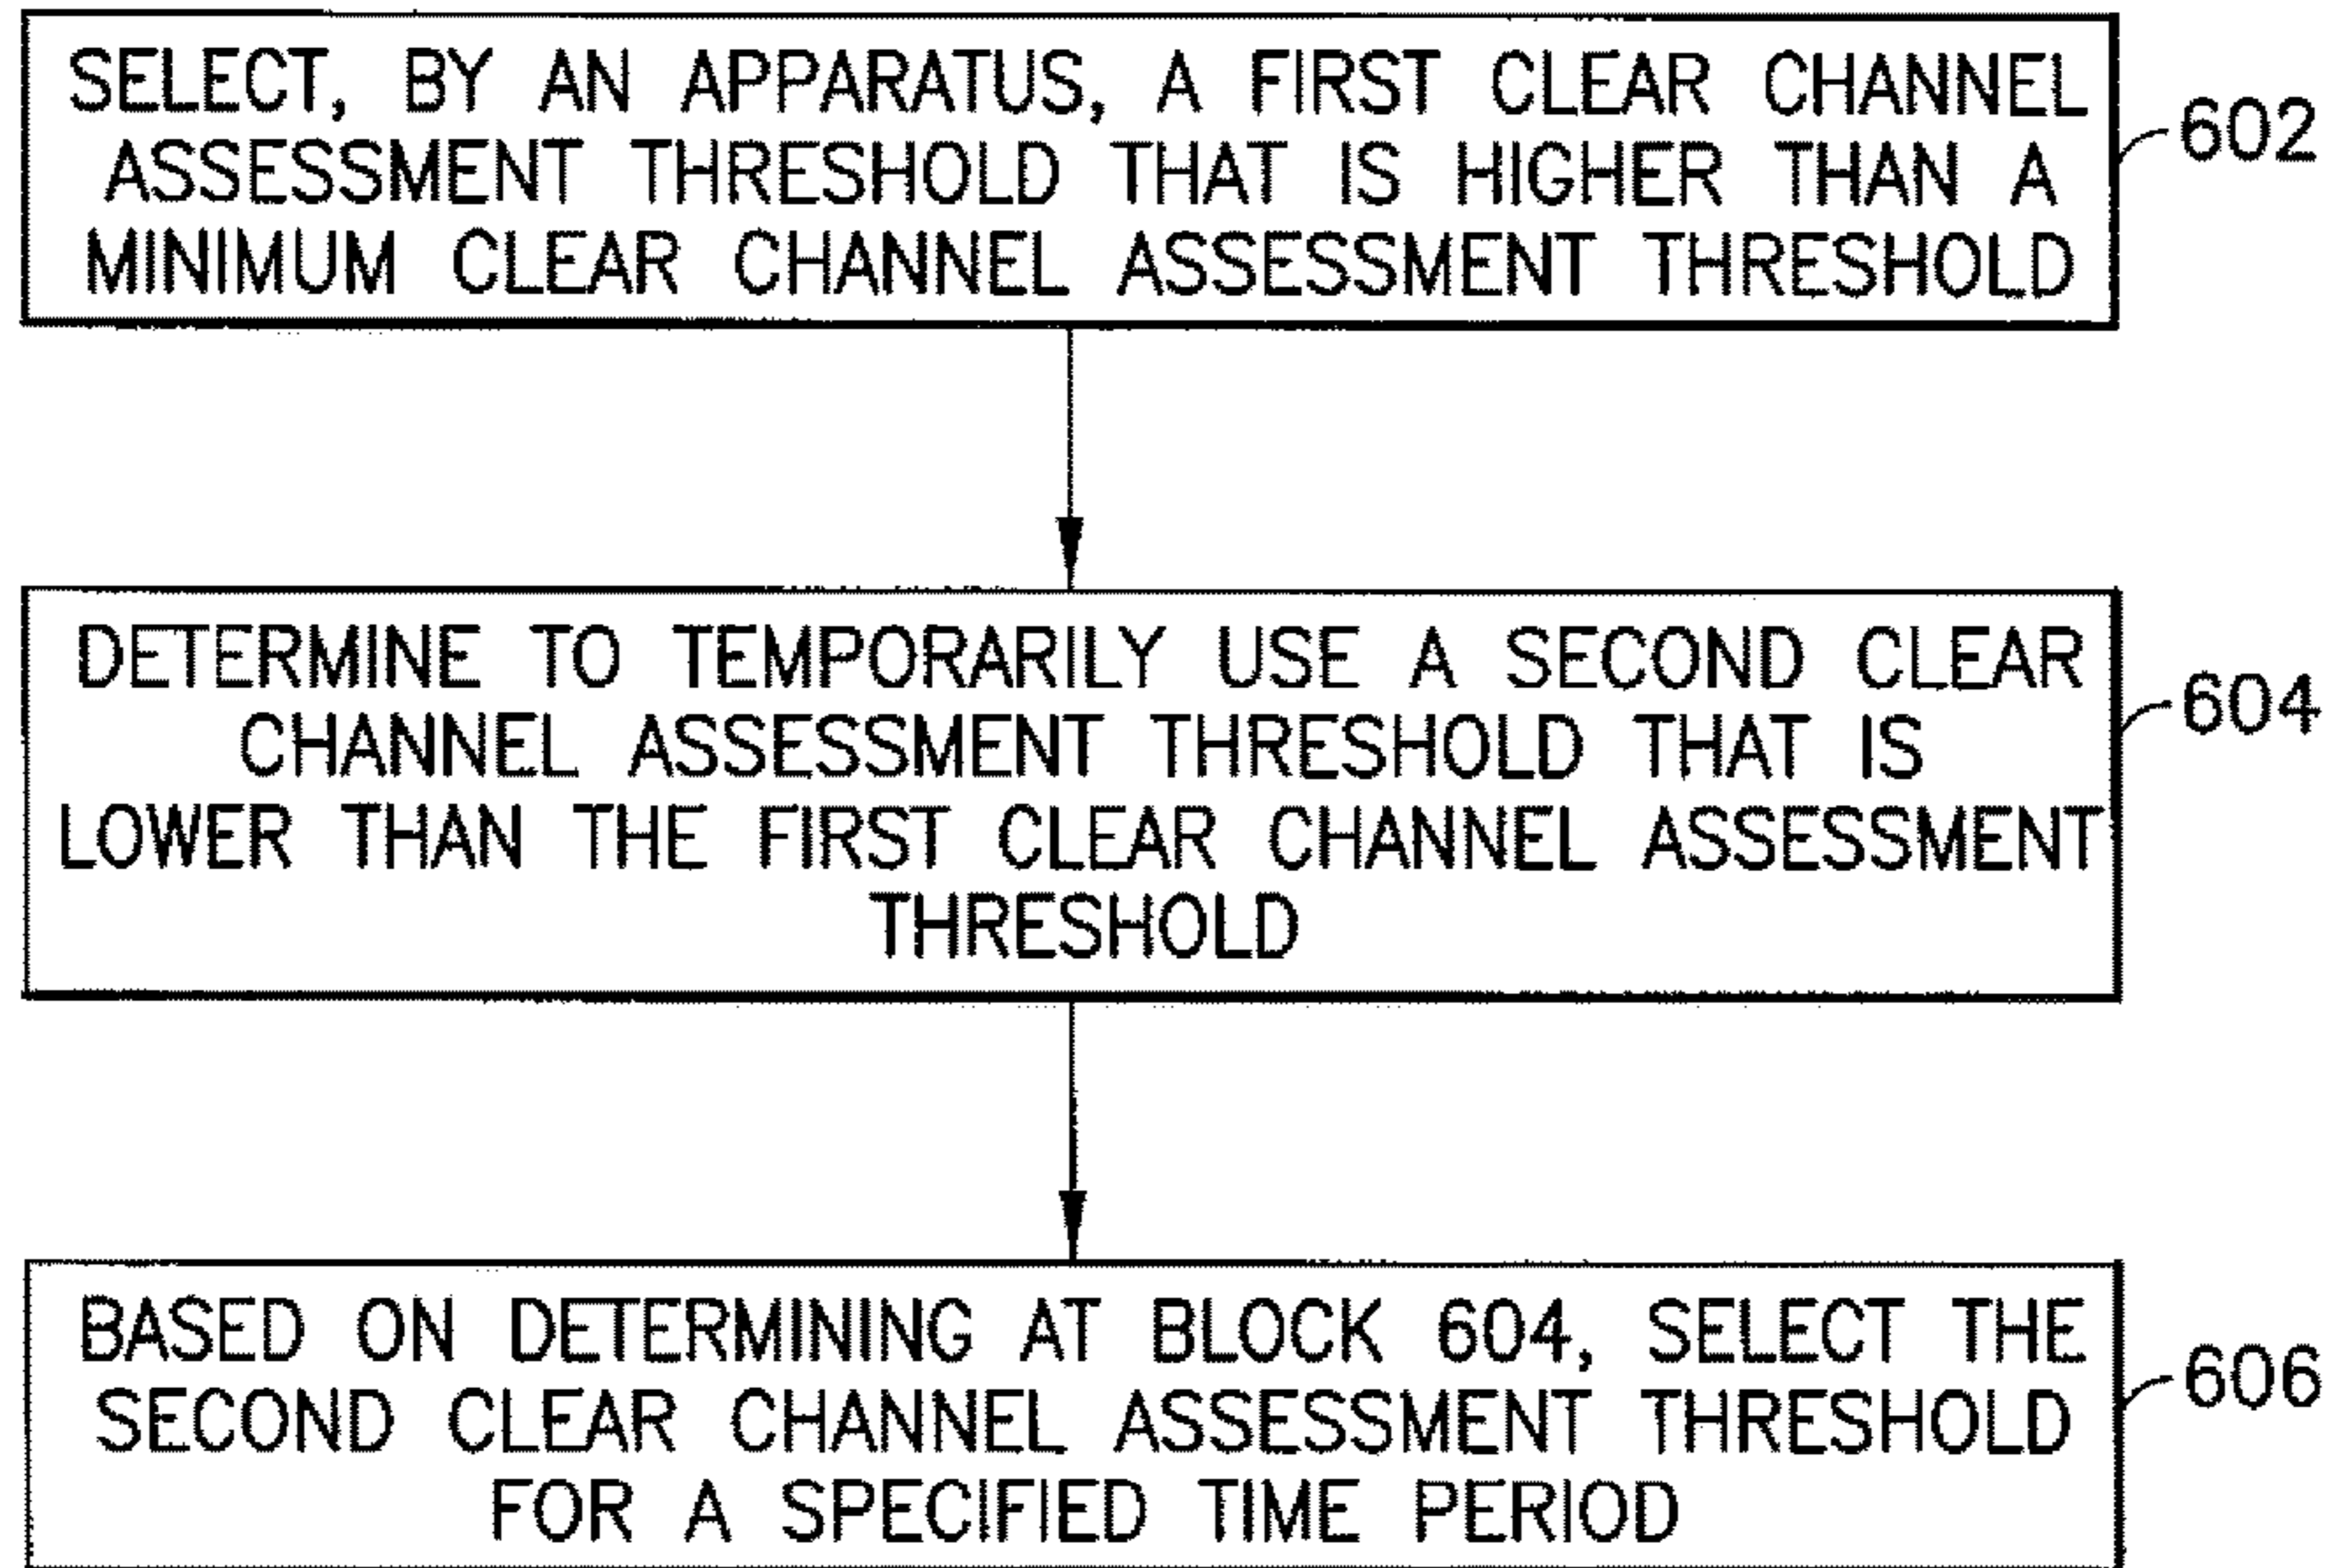 SELECT, BY AN APPARATUS, A FIRST CLEAR CHANNEL
ASSESSMENT THRESHOLD THAT IS HIGHER THAN A
MINIMUM CLEAR CHANNEL ASSESSMENT THRESHOLD
602
DETERMINE TO TEMPORARILY USE A SECOND CLEAR
CHANNEL ASSESSMENT THRESHOLD THAT IS
LOWER THAN THE FIRST CLEAR CHANNEL ASSESSMENT
THRESHOLD
604
BASED ON DETERMINING AT BLOCK 604, SELECT THE
SECOND CLEAR CHANNEL ASSESSMENT THRESHOLD
FOR A SPECIFIED TIME PERIOD
606